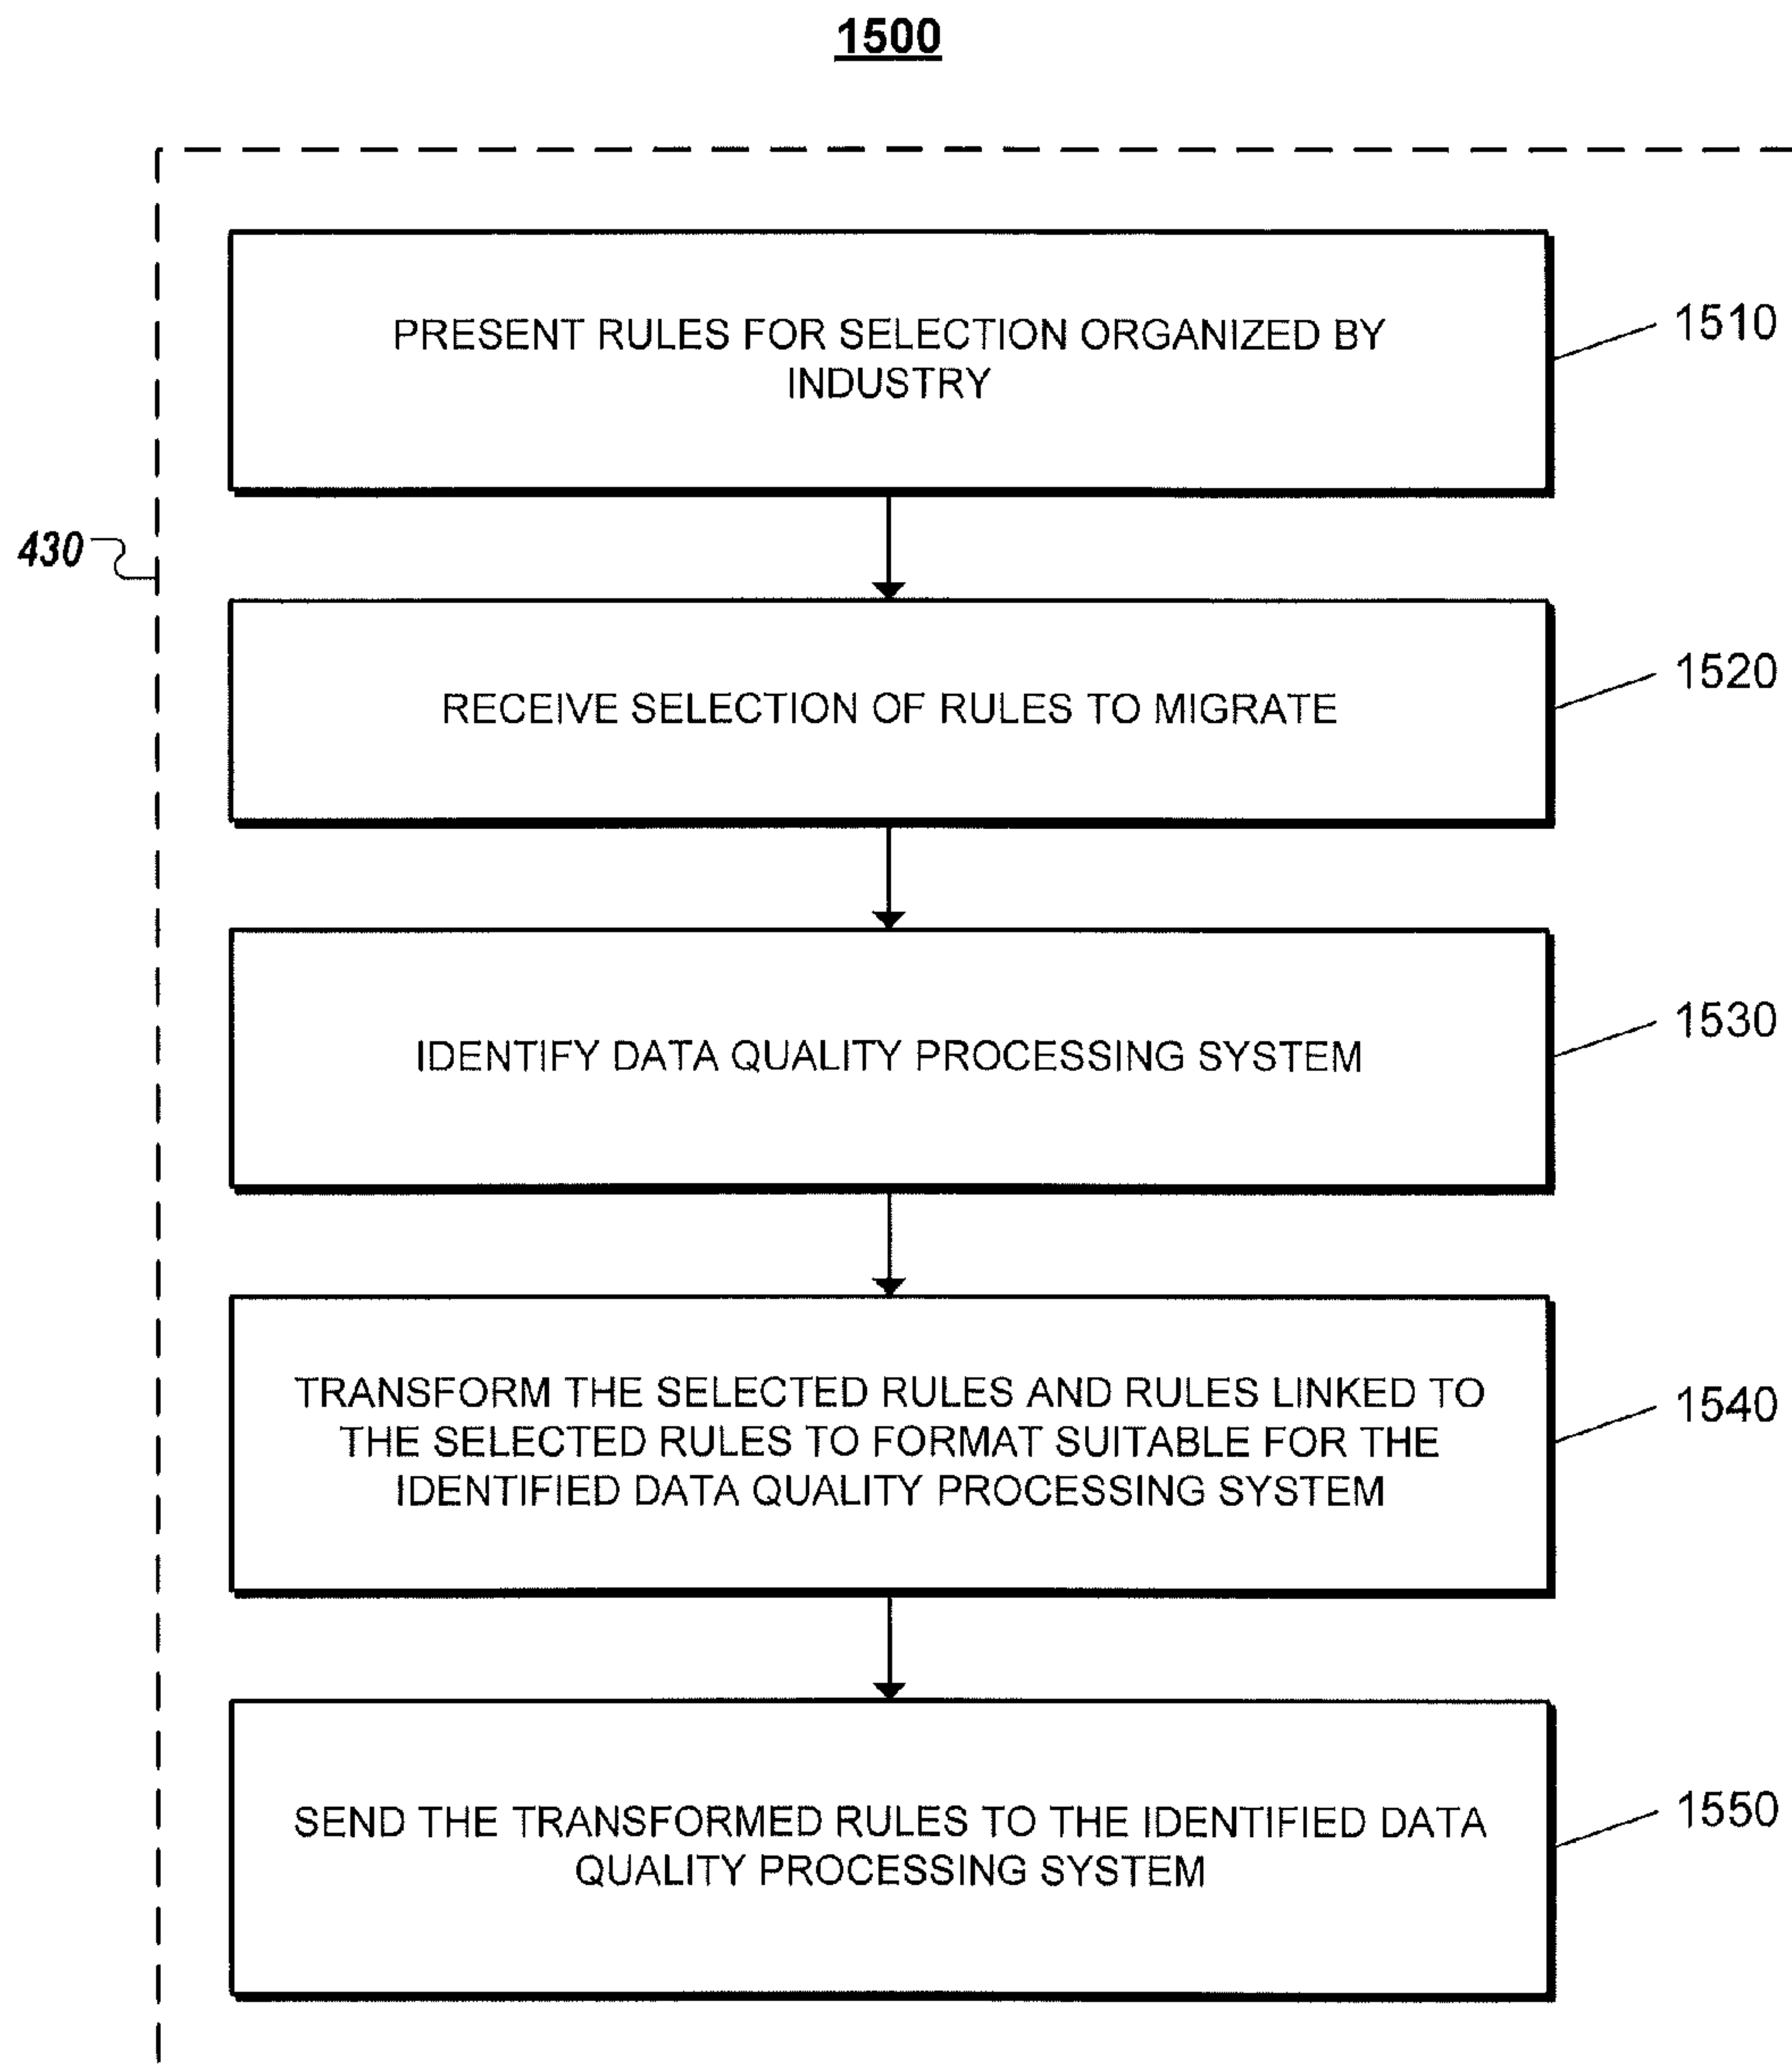 1500
PRESENT RULES FOR SELECTION ORGANIZED BY
INDUSTRY
1510
430
RECEIVE SELECTION OF RULES TO MIGRATE
1520
IDENTIFY DATA QUALITY PROCESSING SYSTEM
1530
TRANSFORM THE SELECTED RULES AND RULES LINKED TO
THE SELECTED RULES TO FORMAT SUITABLE FOR THE
IDENTIFIED DATA QUALITY PROCESSING SYSTEM
1540
SEND THE TRANSFORMED RULES TO THE IDENTIFIED DATA
QUALITY PROCESSING SYSTEM
1550